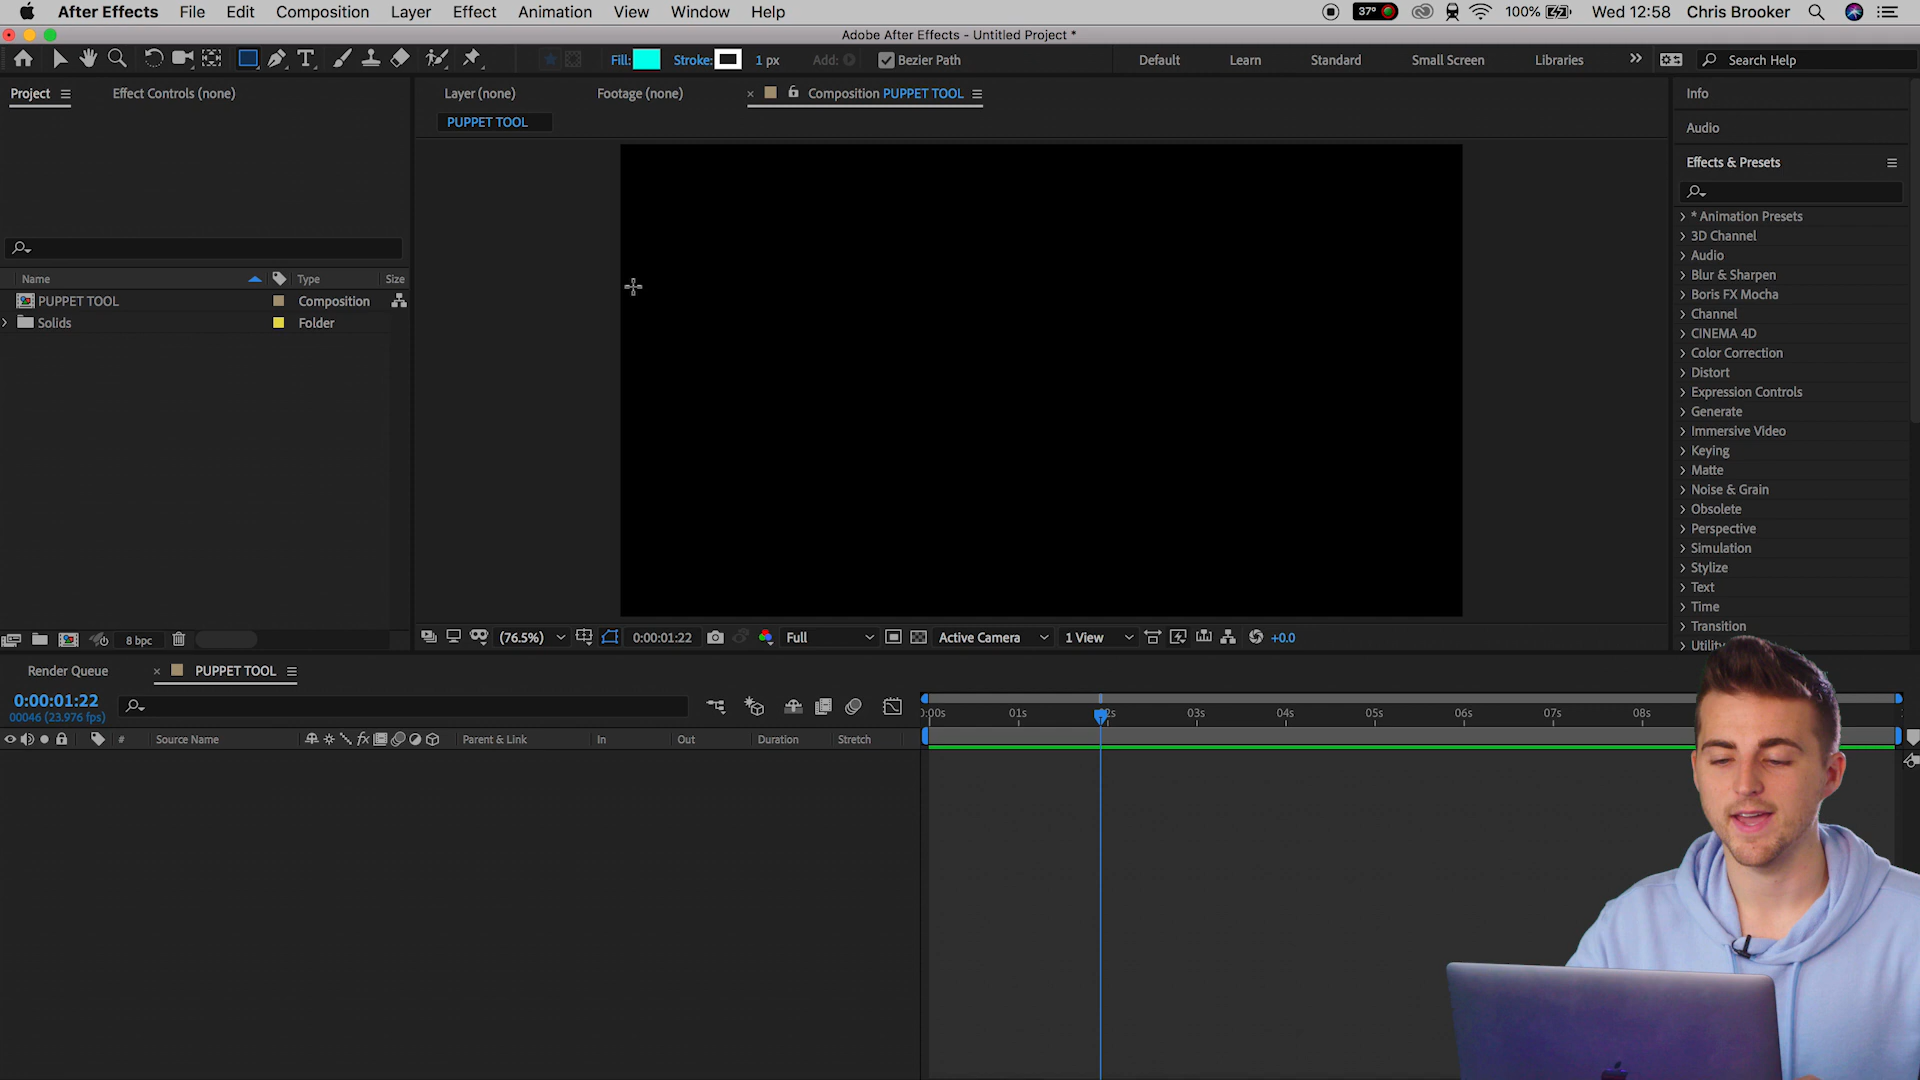 After Effects File Edit Composition Layer Effect Animation View Window Help 37° 100% Wed 12:58 Chris Brooker
Adobe After Effects - Untitled Project *
Fill: Stroke: 1 px Add: Bezier Path Default Learn Standard Small Screen Libraries Search Help
Project Effect Controls (none) Layer (none) Footage (none) Composition PUPPET TOOL Info
PUPPET TOOL
Audio
Effects & Presets
* Animation Presets
3D Channel
Audio
Blur & Sharpen
Boris FX Mocha
Channel
CINEMA 4D
Color Correction
Distort
Expression Controls
Generate
Immersive Video
Keying
Matte
Noise & Grain
Obsolete
Perspective
Simulation
Stylize
Text
Time
Transition
Utility
Name Type Size
PUPPET TOOL Composition
Solids Folder
8 bpc (76.5%) 0:00:01:22 Full Active Camera 1 View +0.0
Render Queue PUPPET TOOL
0:00:01:22
00046 (23.976 fps)
0:00s 01s 2s 03s 04s 05s 06s 07s 08s
# Source Name Parent & Link In Out Duration Stretch